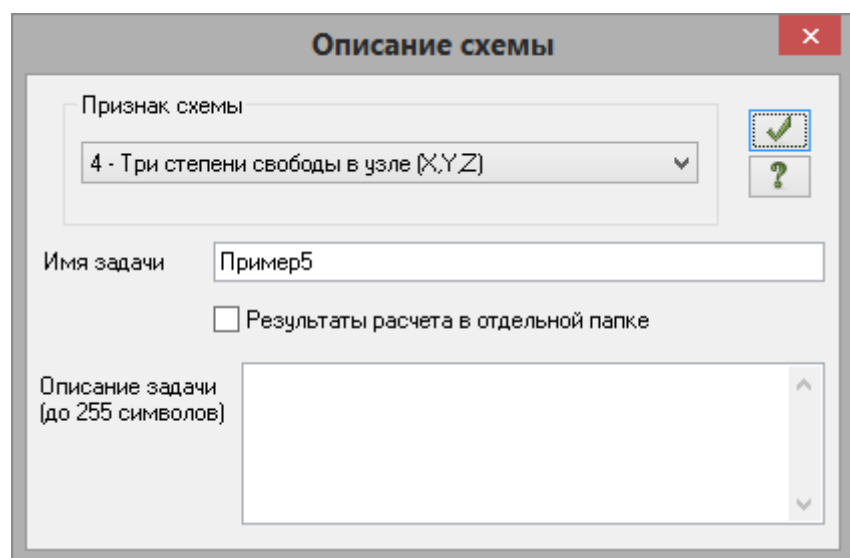 Описание схемы
Признак схемы
4 - Три степени свободы в узле (X,Y,Z)
Имя задачи
Пример5
Результаты расчета в отдельной папке
Описание задачи
(до 255 символов)